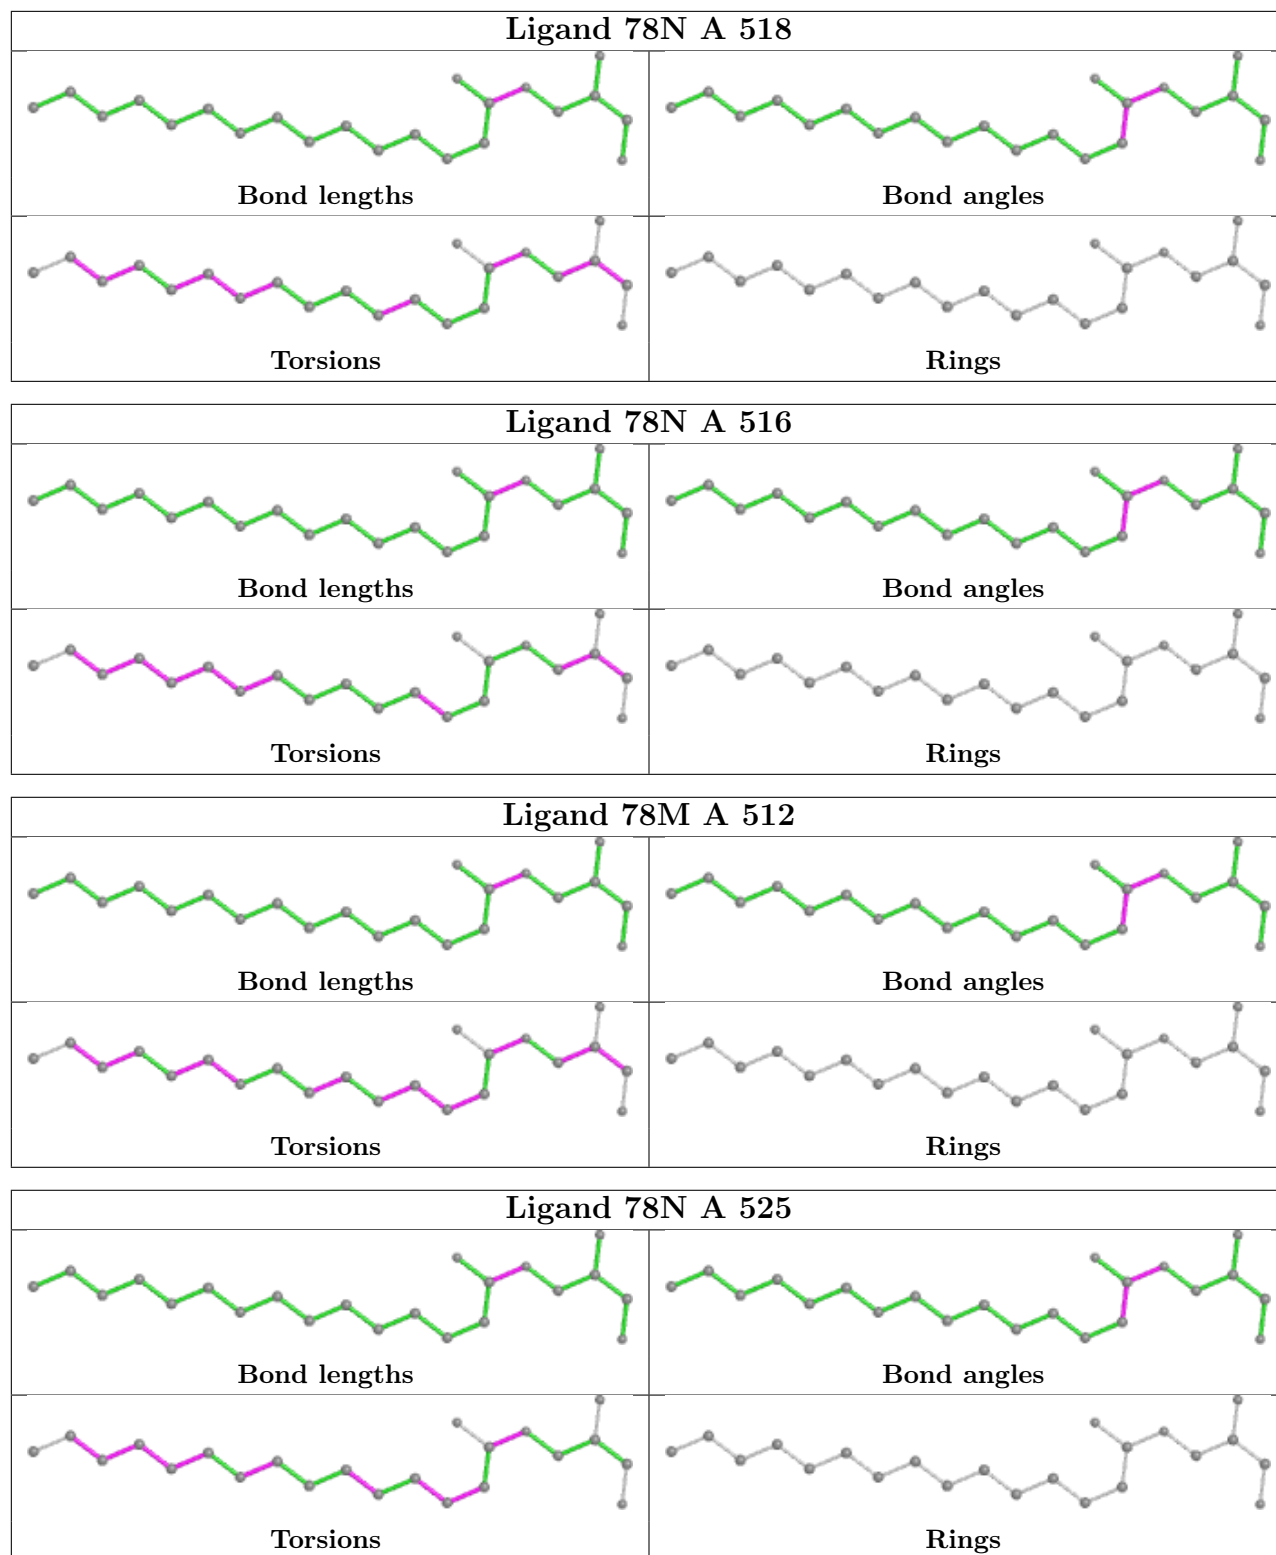 Ligand 78N A 518
Bond lengths
Bond angles
Torsions
Rings
Ligand 78N A 516
Bond lengths
Bond angles
Torsions
Rings
Ligand 78M A 512
Bond lengths
Bond angles
Torsions
Rings
Ligand 78N A 525
Bond lengths
Bond angles
Torsions
Rings